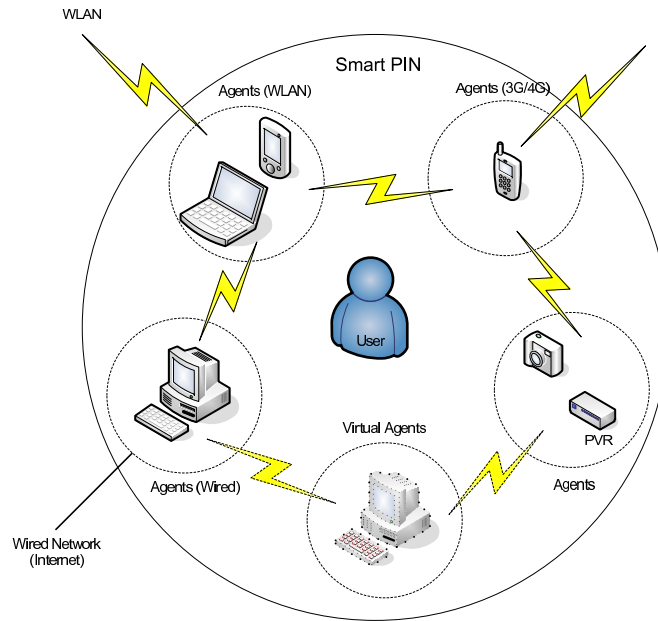 WLAN
Smart PIN
Agents (WLAN)
Agents (3G/4G)
User
Virtual Agents
PVR
Agents (Wired)
Agents
Wired Network
(Internet)